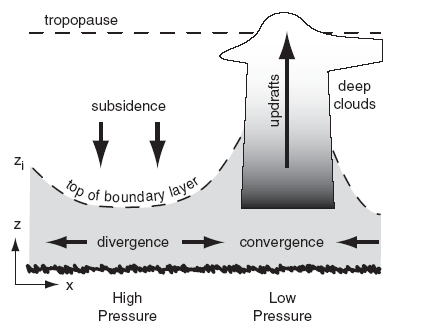 tropopause
updrafts
deep
clouds
subsidence
zi
top of boundary layer
z
divergence
convergence
x
High
Pressure
Low
Pressure